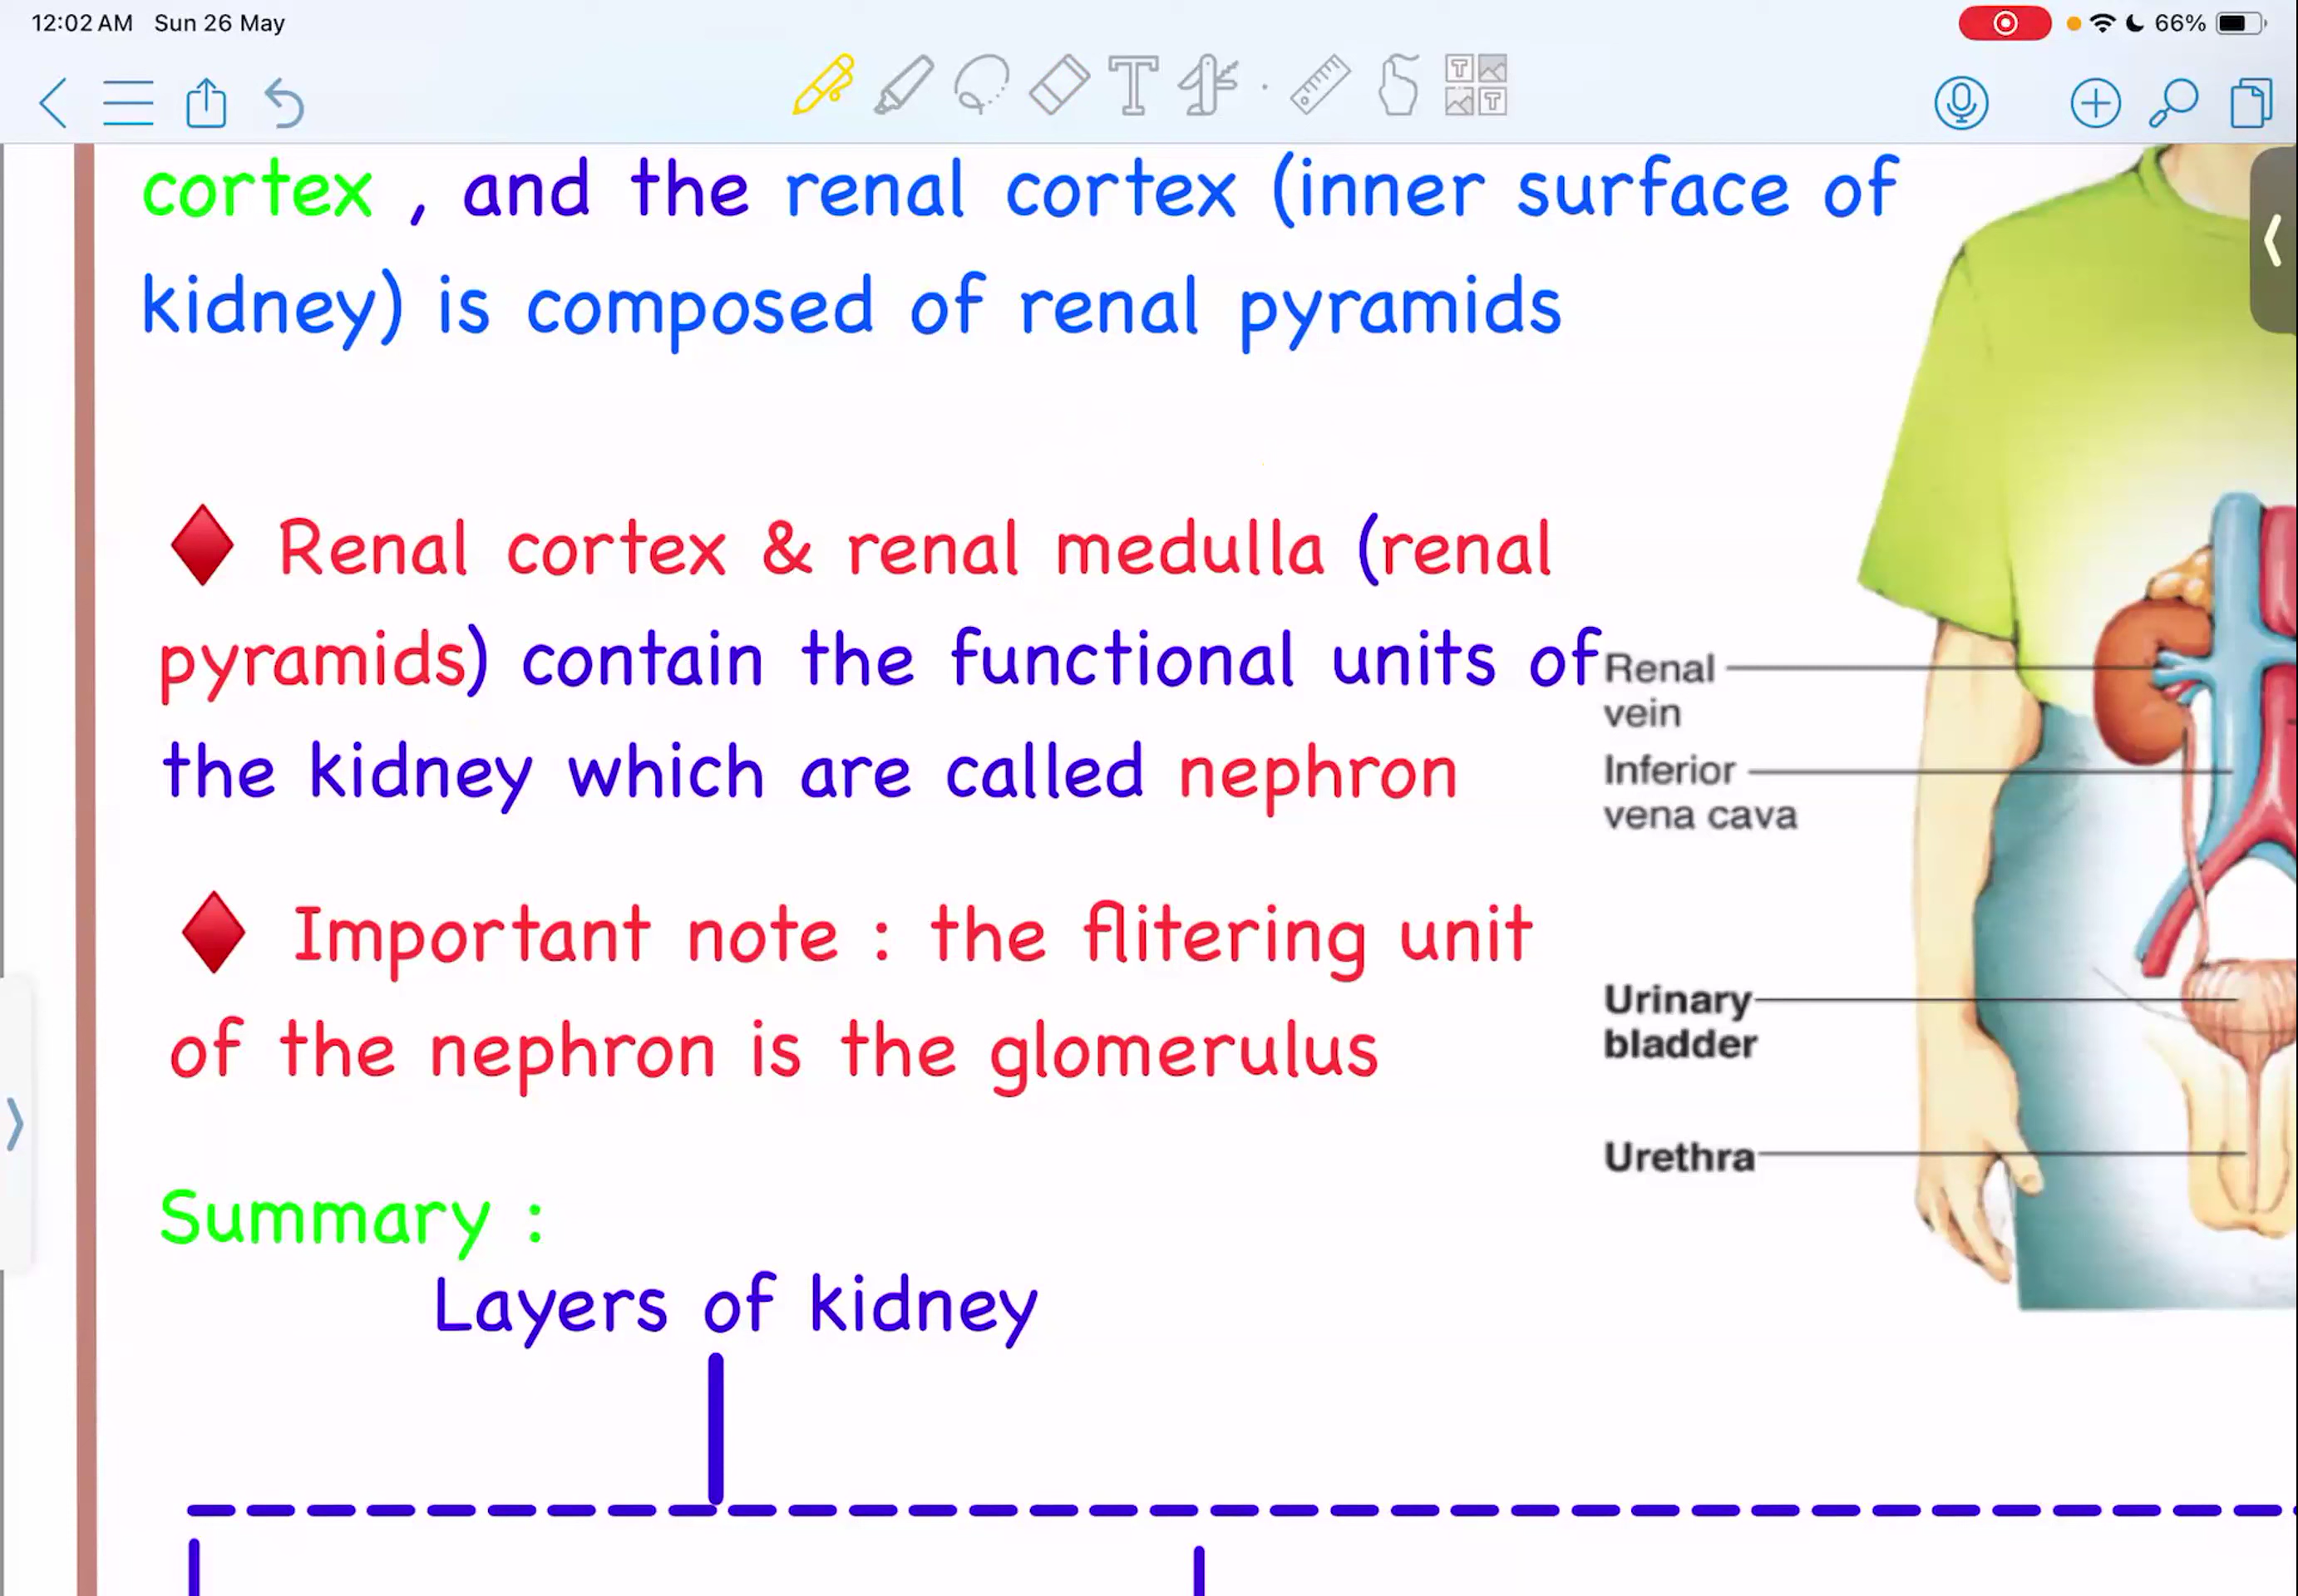 12:02 AM Sun 26 May
66%
cortex , and the renal cortex (inner surface of
kidney) is composed of renal pyramids
Renal cortex & renal medulla (renal
pyramids) contain the functional units of
the kidney which are called nephron
Important note : the flitering unit
of the nephron is the glomerulus
Summary :
Layers of kidney
Renal
vein
Inferior
vena cava
Urinary
bladder
Urethra